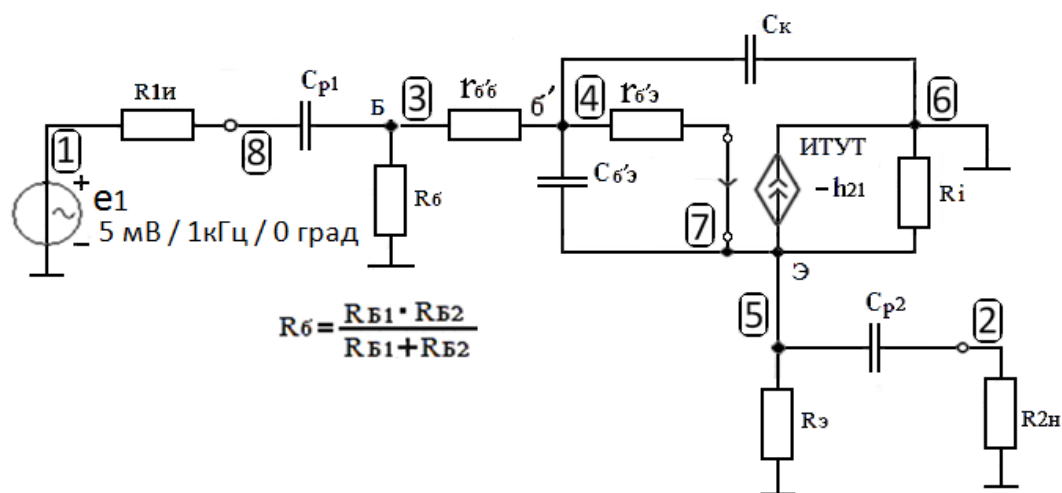 Cк
R1и
Cр1
Б
3
rб'б
б'
4
rб'э
6
1
8
ИТУТ
+
e1
-
5 мВ / 1кГц / 0 град
Rб
Cб'э
-h21
Ri
7
Э
Rб = RБ1 · RБ2
RБ1 + RБ2
5
Cр2
2
Rэ
R2н